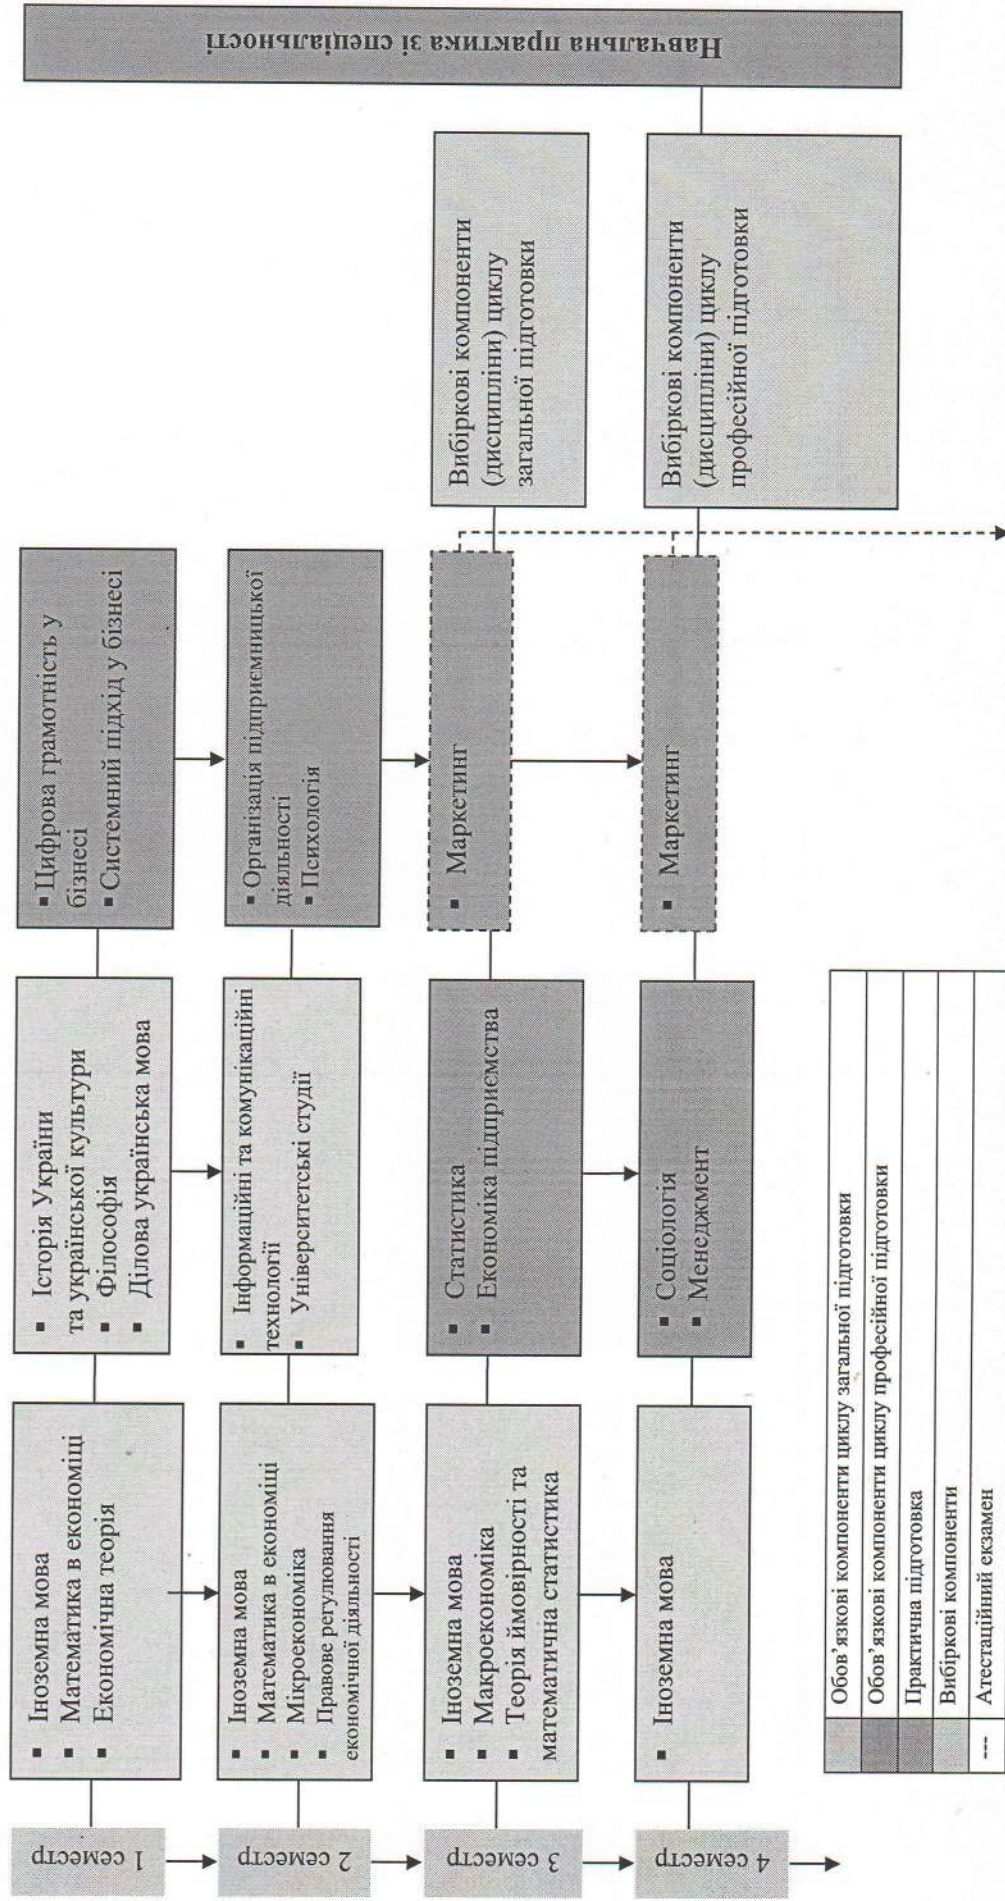 1 семестр
▪ Іноземна мова
▪ Математика в економіці
▪ Економічна теорія
▪ Історія України
та української культури
▪ Філософія
▪ Ділова українська мова
▪ Цифрова грамотність у
бізнесі
▪ Системний підхід у бізнесі
2 семестр
▪ Іноземна мова
▪ Математика в економіці
▪ Мікроекономіка
▪ Правове регулювання
економічної діяльності
▪ Інформаційні та комунікаційні
технології
▪ Університетські студії
▪ Організація підприємницької
діяльності
▪ Психологія
3 семестр
▪ Іноземна мова
▪ Макроекономіка
▪ Теорія ймовірності та
математична статистика
▪ Статистика
▪ Економіка підприємства
▪ Маркетинг
Вибіркові компоненти
(дисципліни) циклу
загальної підготовки
4 семестр
▪ Іноземна мова
▪ Соціологія
▪ Менеджмент
▪ Маркетинг
Вибіркові компоненти
(дисципліни) циклу
професійної підготовки
Навчальна практика зі спеціальності
Обов’язкові компоненти циклу загальної підготовки
Обов’язкові компоненти циклу професійної підготовки
Практична підготовка
Вибіркові компоненти
--- Атестаційний екзамен